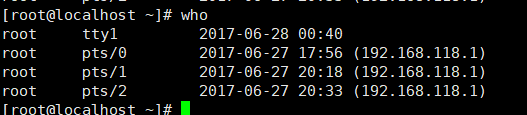 [root@localhost ~]# who
root     tty1         2017-06-28 00:40
root     pts/0        2017-06-27 17:56 (192.168.118.1)
root     pts/1        2017-06-27 20:18 (192.168.118.1)
root     pts/2        2017-06-27 20:33 (192.168.118.1)
[root@localhost ~]#